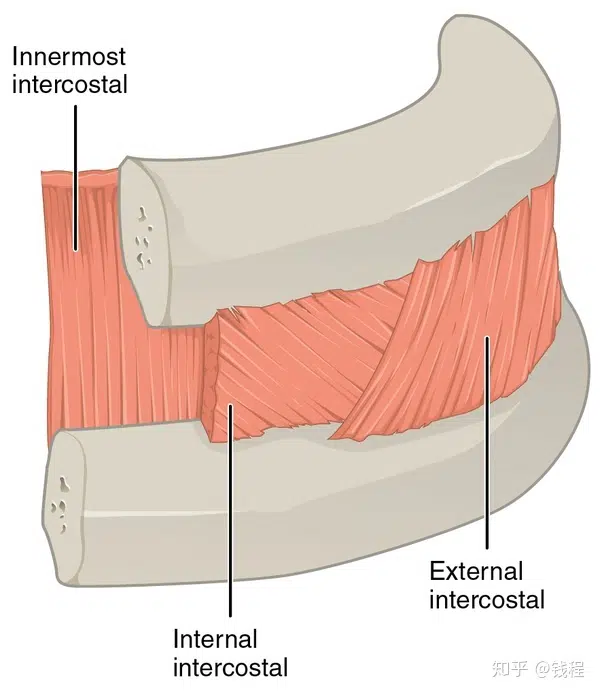 Innermost
intercostal
External
intercostal
Internal
intercostal
知乎 @钱程